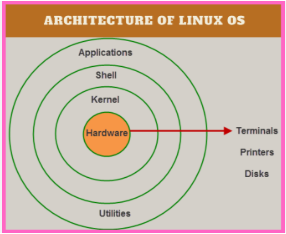 ARCHITECTURE OF LINUX OS
Applications
Shell
Kernel
Hardware
Terminals
Printers
Disks
Utilities